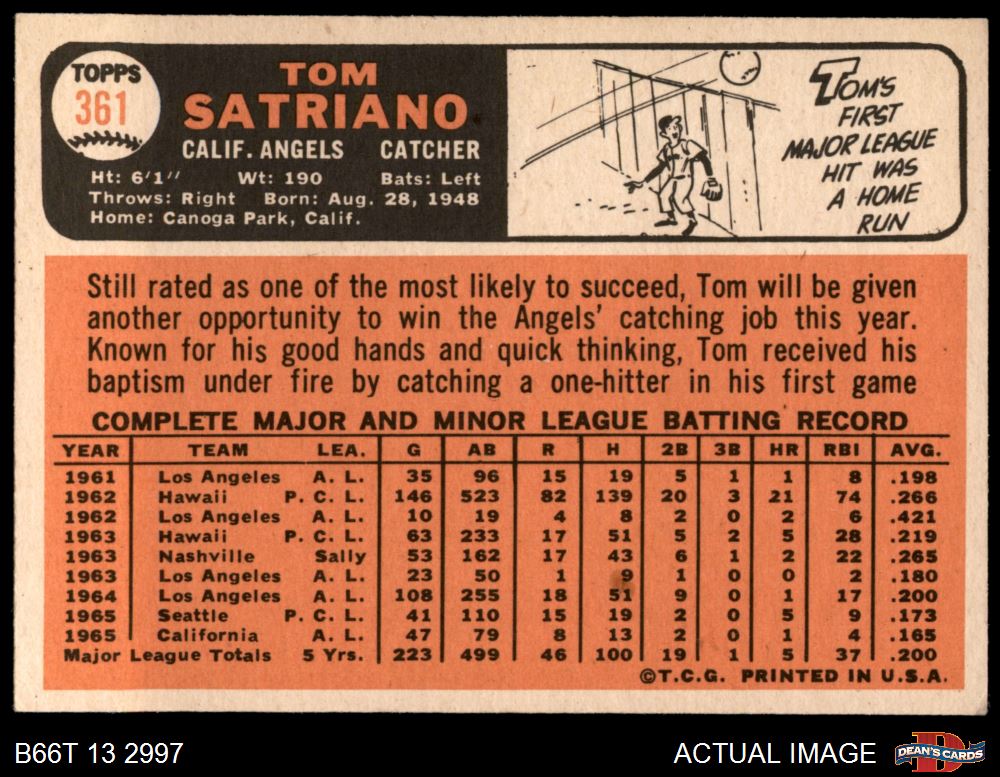 TOPPS
361
TOM
SATRIANO
CALIF. ANGELS CATCHER
Ht: 6'1" Wt: 190 Bats: Left
Throws: Right Born: Aug. 28, 1948
Home: Canoga Park, Calif.
TOM'S
FIRST
MAJOR LEAGUE
HIT WAS
A HOME
RUN
Still rated as one of the most likely to succeed, Tom will be given
another opportunity to win the Angels' catching job this year.
Known for his good hands and quick thinking, Tom received his
baptism under fire by catching a one-hitter in his first game
COMPLETE MAJOR AND MINOR LEAGUE BATTING RECORD
YEAR TEAM LEA. G AB R H 2B 3B HR RBI AVG.
1961 Los Angeles A. L. 35 96 15 19 5 1 1 8 .198
1962 Hawaii P. C. L. 146 523 82 139 20 3 21 74 .266
1962 Los Angeles A. L. 10 19 4 8 2 0 2 6 .421
1963 Hawaii P. C. L. 63 233 17 51 5 2 5 28 .219
1963 Nashville Sally 53 162 17 43 6 1 2 22 .265
1963 Los Angeles A. L. 23 50 1 9 1 0 0 2 .180
1964 Los Angeles A. L. 108 255 18 51 9 0 1 17 .200
1965 Seattle P. C. L. 41 110 15 19 2 0 5 9 .173
1965 California A. L. 47 79 8 13 2 0 1 4 .165
Major League Totals 5 Yrs. 223 499 46 100 19 1 5 37 .200
©T.C.G. PRINTED IN U.S.A.
B66T 13 2997
ACTUAL IMAGE
DEAN'S CARDS